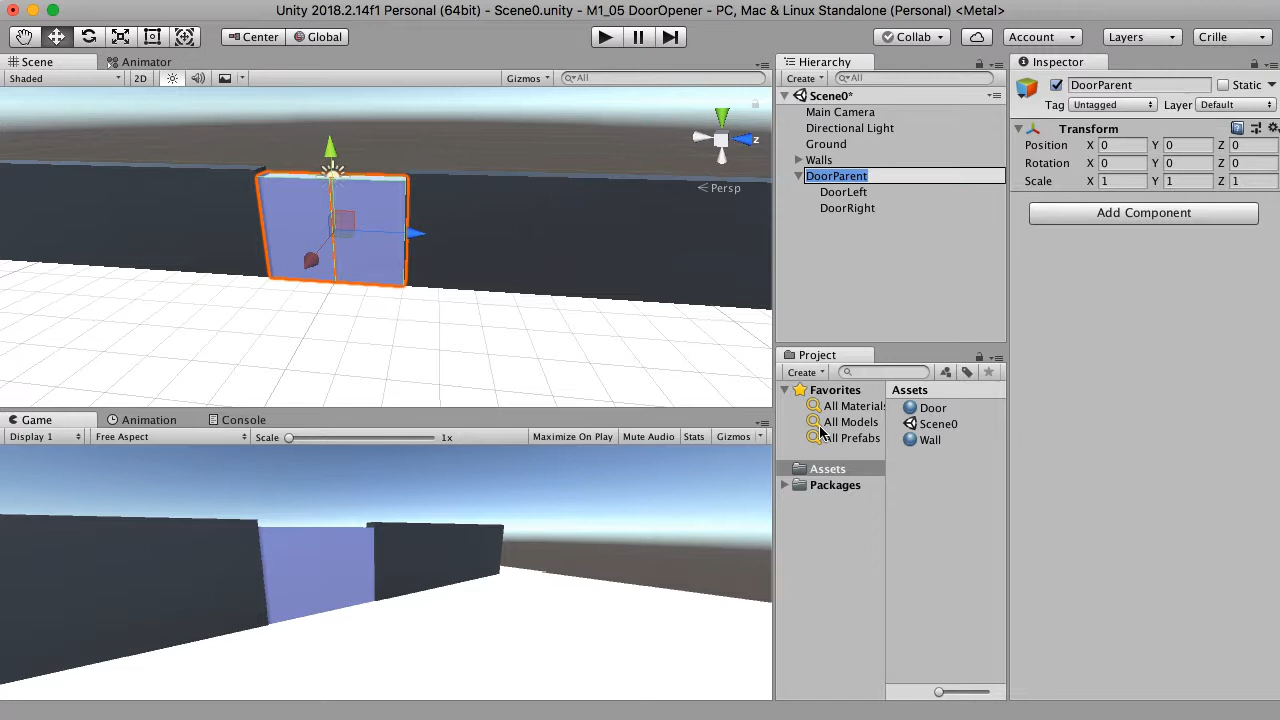 Unity 2018.2.14f1 Personal (64bit) - Scene0.unity - M1_05 DoorOpener - PC, Mac & Linux Standalone (Personal) <Metal>
Center Global Collab Account Layers Crille
Scene Animator
Shaded 2D Gizmos All
z
Persp
Hierarchy
Create All
Scene0*
Main Camera
Directional Light
Ground
Walls
DoorParent
DoorLeft
DoorRight
Inspector
DoorParent Static
Tag Untagged Layer Default
Transform
Position X 0 Y 0 Z 0
Rotation X 0 Y 0 Z 0
Scale X 1 Y 1 Z 1
Add Component
Project
Create
Favorites
All Materials
All Models
All Prefabs
Assets
Packages
Assets
Door
Scene0
Wall
Game Animation Console
Display 1 Free Aspect Scale 1x Maximize On Play Mute Audio Stats Gizmos